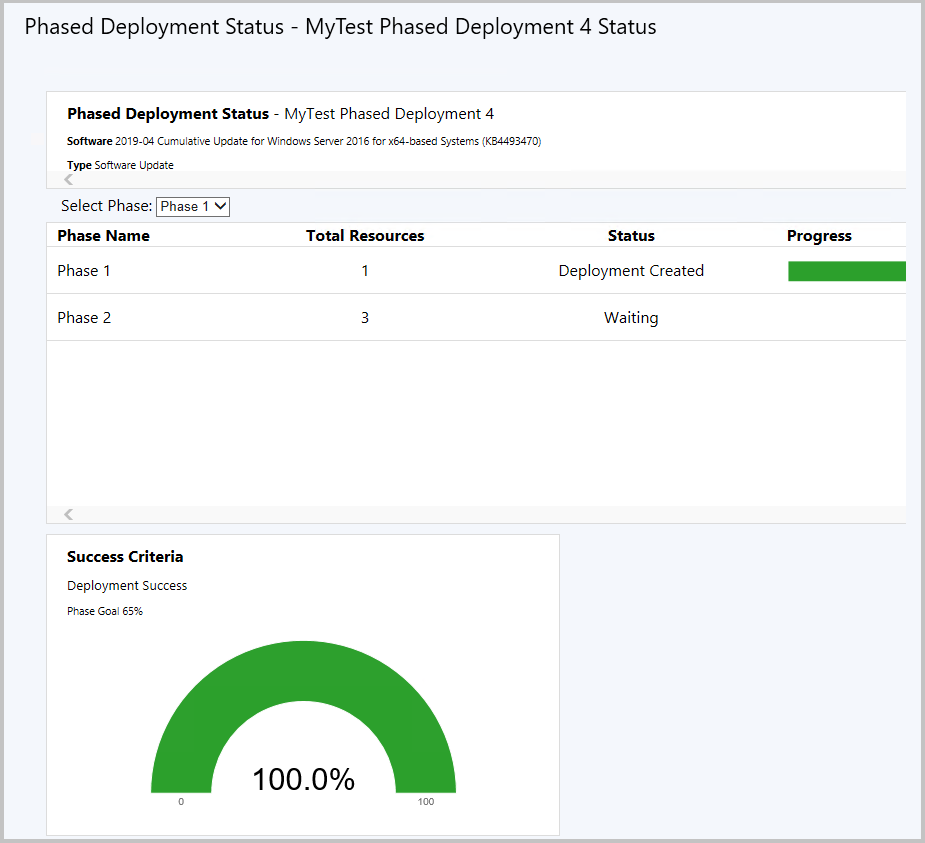 Phased Deployment Status - MyTest Phased Deployment 4 Status
Phased Deployment Status - MyTest Phased Deployment 4
Software 2019-04 Cumulative Update for Windows Server 2016 for x64-based Systems (KB4493470)
Type Software Update
Select Phase: Phase 1
Phase Name Total Resources Status Progress
Phase 1 1 Deployment Created
Phase 2 3 Waiting
Success Criteria
Deployment Success
Phase Goal 65%
100.0%
0 100